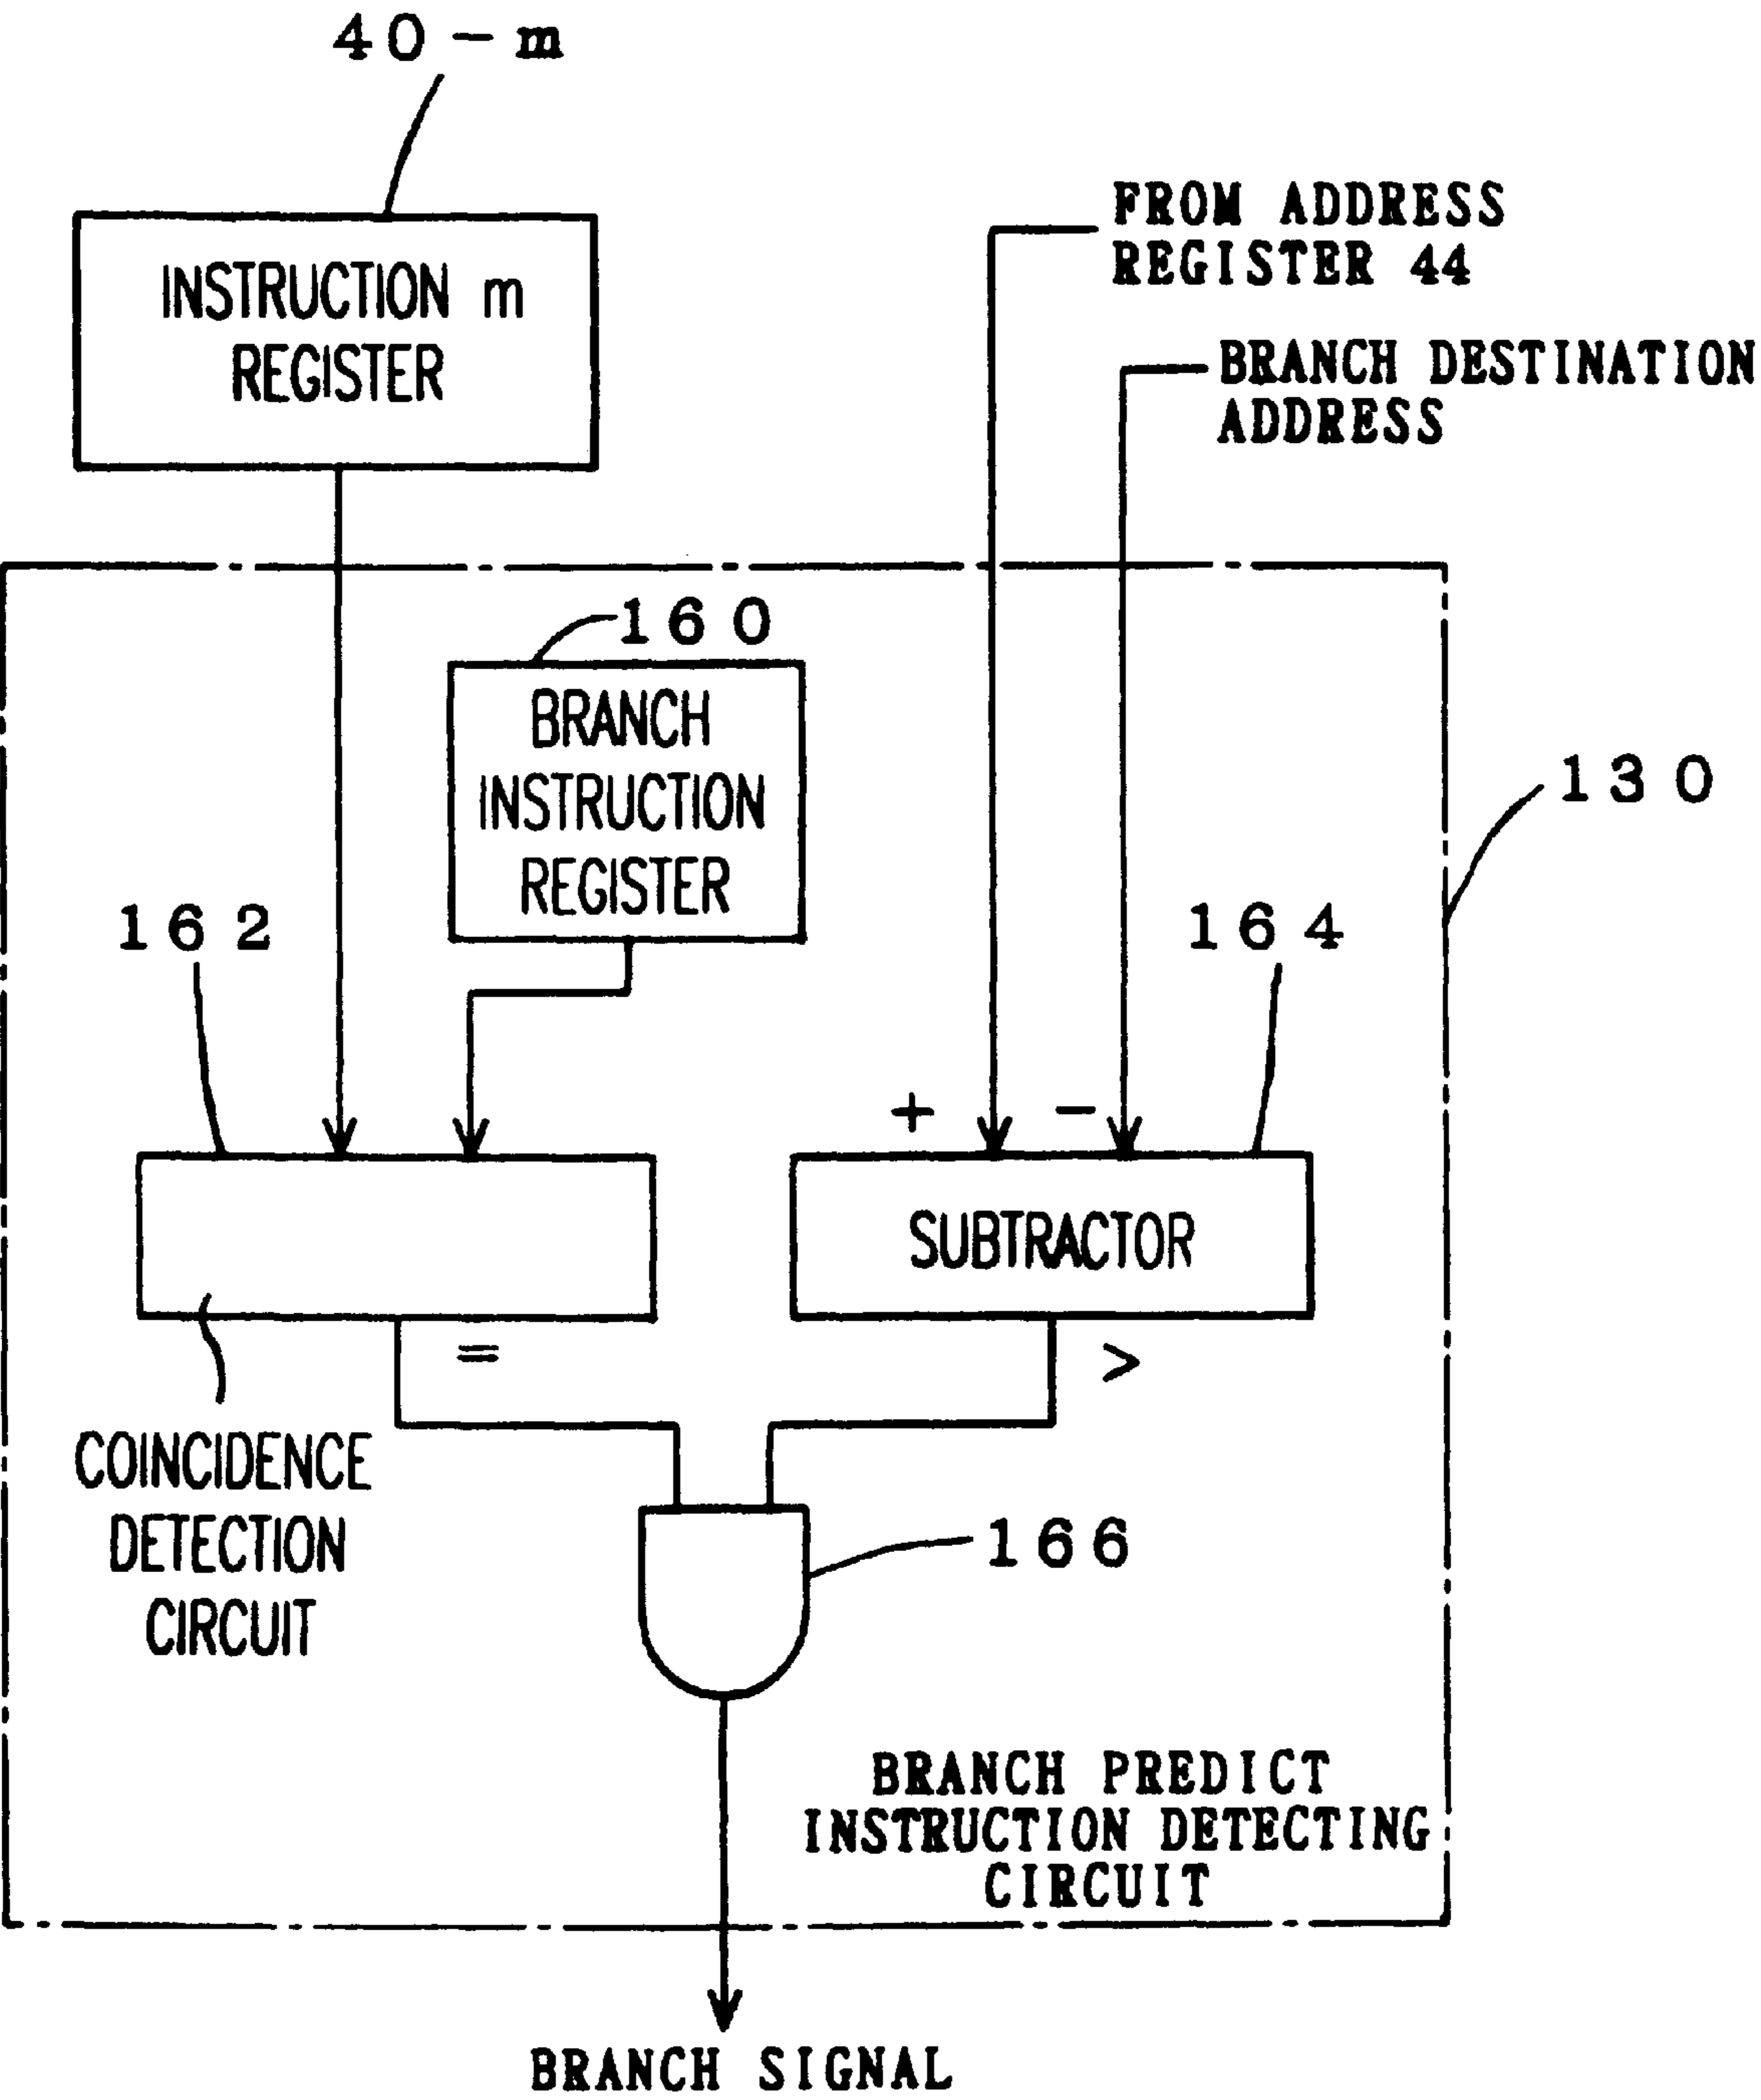 40-m
INSTRUCTION m
REGISTER
FROM ADDRESS
REGISTER 44
BRANCH DESTINATION
ADDRESS
160
BRANCH
INSTRUCTION
REGISTER
130
162
164
+
-
SUBTRACTOR
=
>
COINCIDENCE
DETECTION
CIRCUIT
166
BRANCH PREDICT
INSTRUCTION DETECTING
CIRCUIT
BRANCH SIGNAL